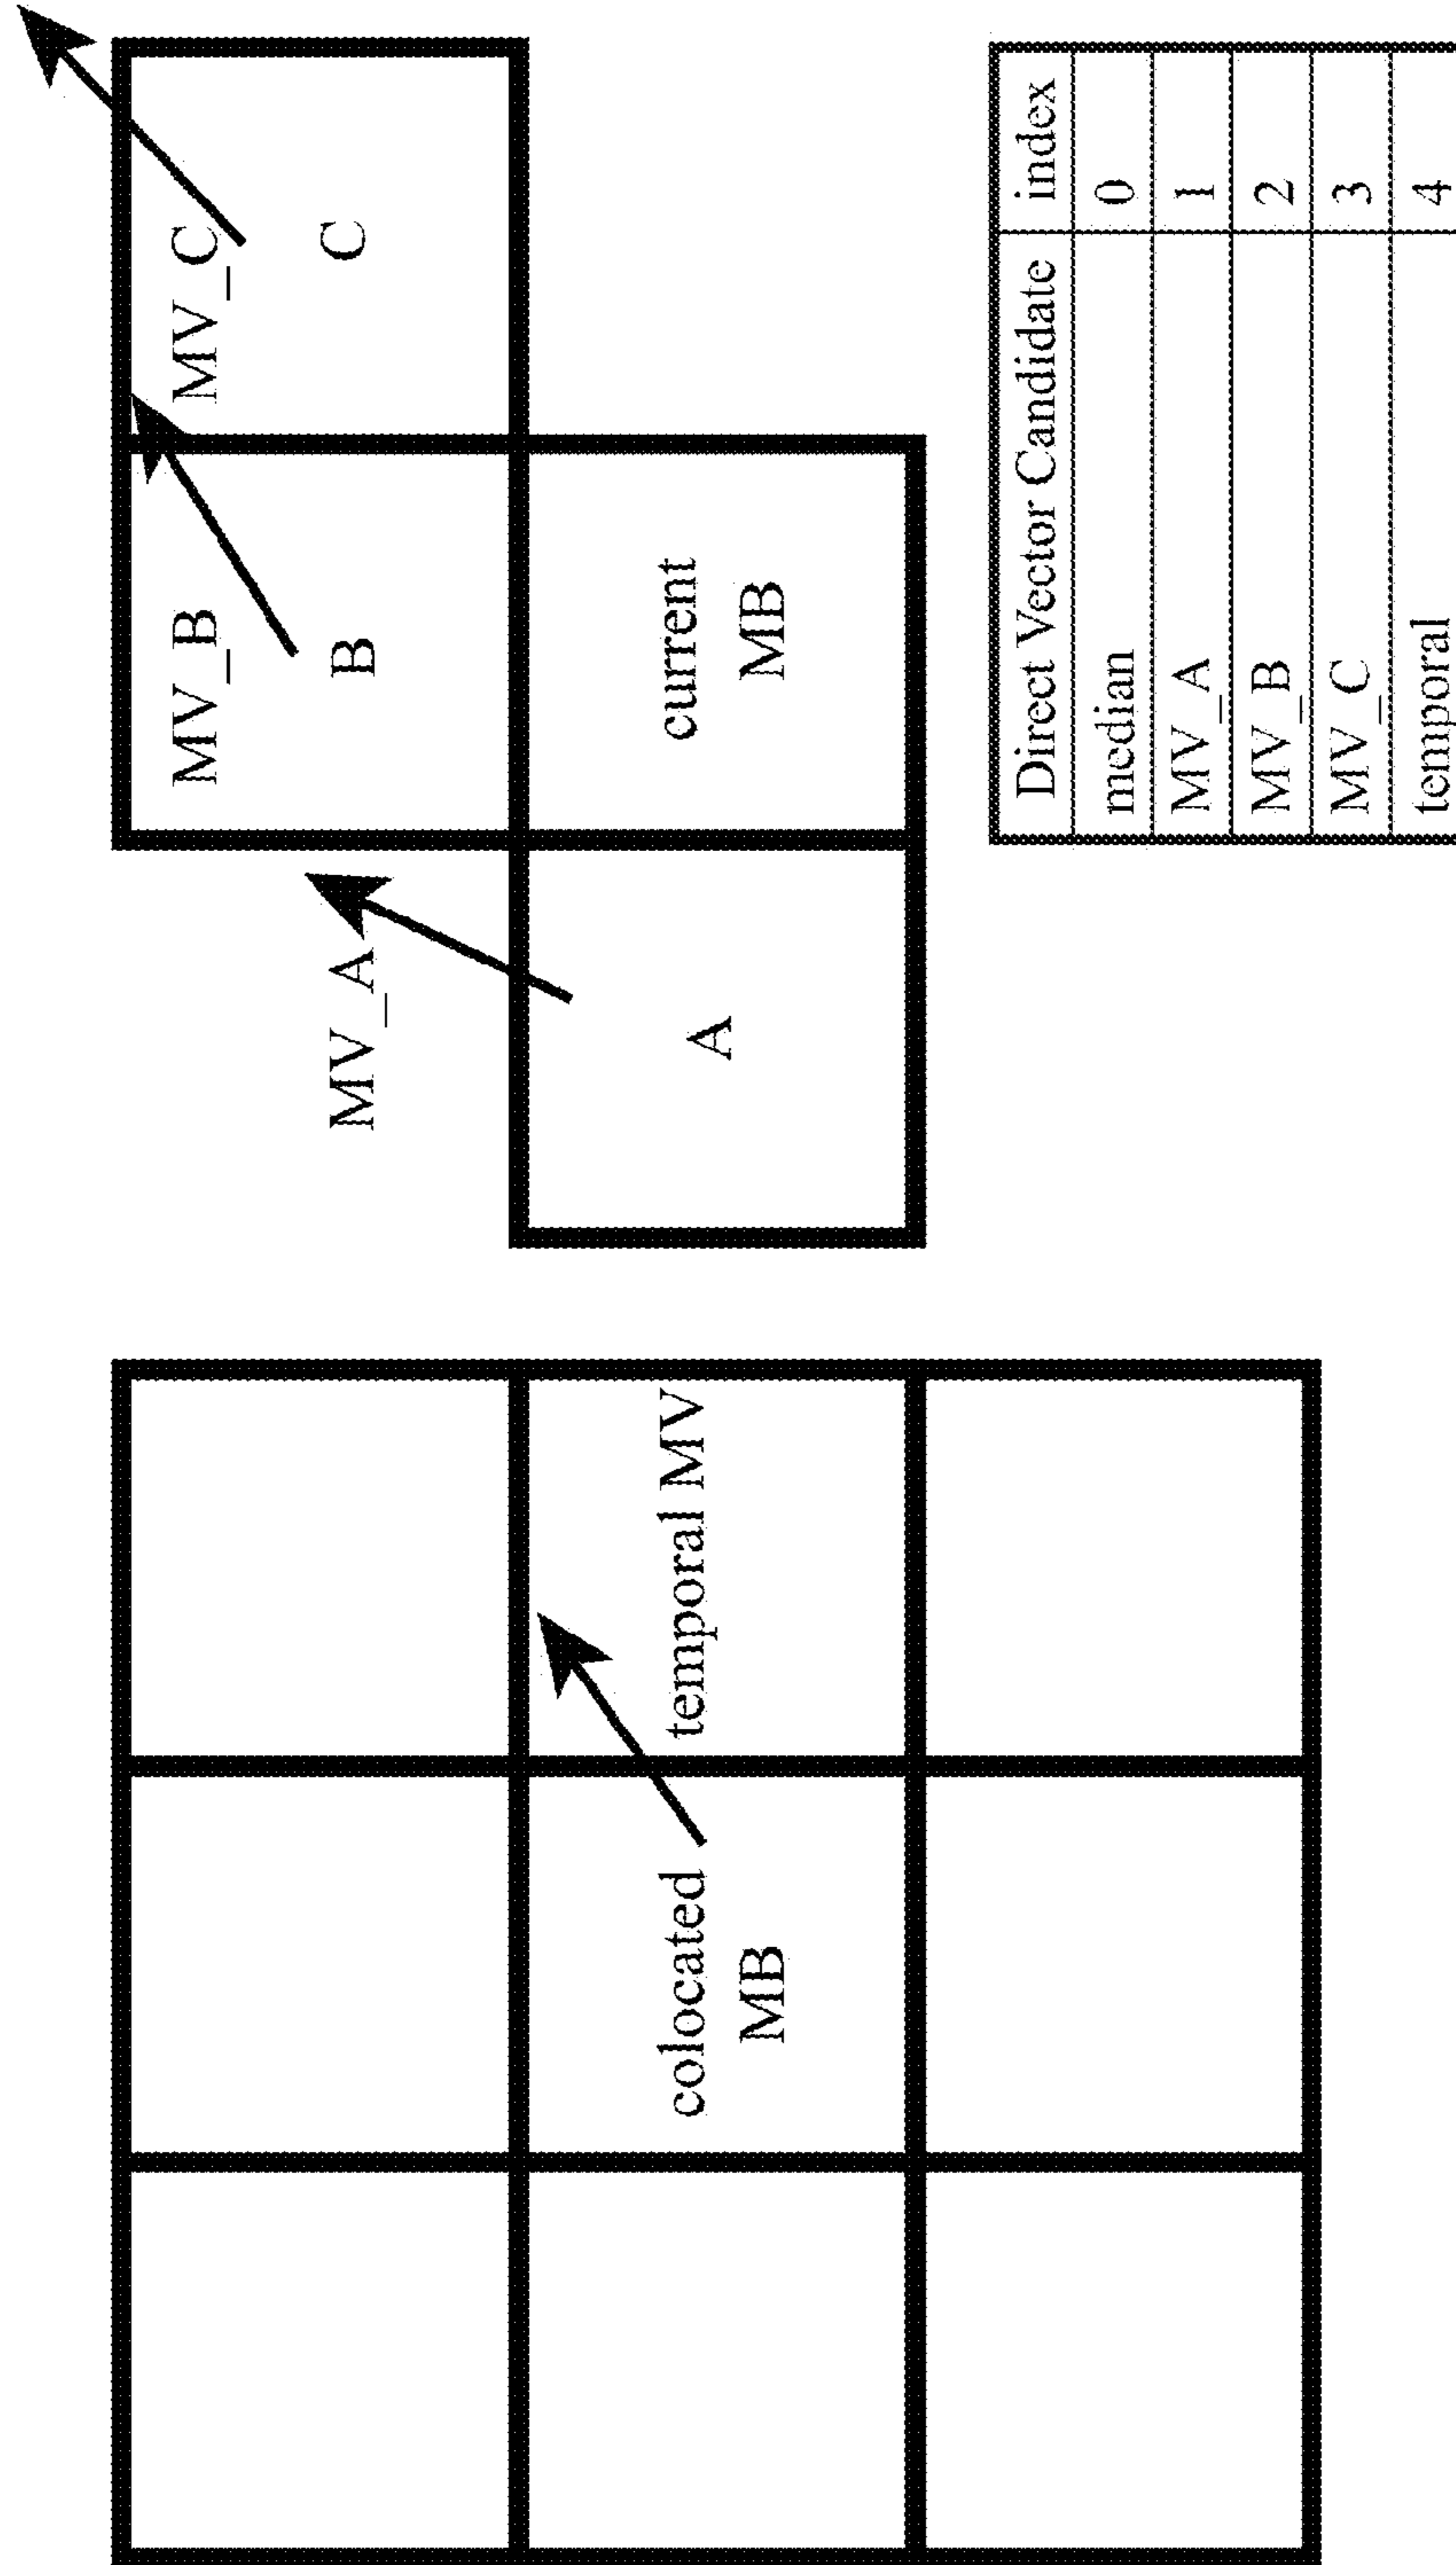 colocated
MB
temporal MV
MV_A
A
MV_B
B
MV_C
C
current
MB
Direct Vector Candidate index
median 0
MV_A 1
MV_B 2
MV_C 3
temporal 4